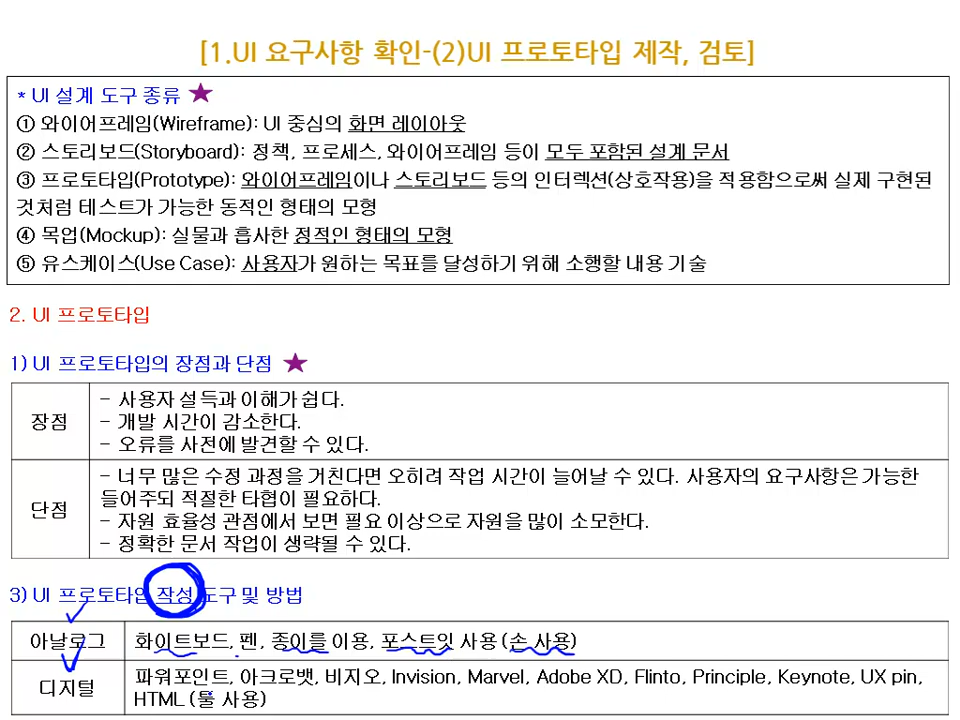 [1.UI 요구사항 확인-(2)UI 프로토타입 제작, 검토]
* UI 설계 도구 종류 ★
① 와이어프레임(Wireframe): UI 중심의 화면 레이아웃
② 스토리보드(Storyboard): 정책, 프로세스, 와이어프레임 등이 모두 포함된 설계 문서
③ 프로토타입(Prototype): 와이어프레임이나 스토리보드 등의 인터렉션(상호작용)을 적용함으로써 실제 구현된
것처럼 테스트가 가능한 동적인 형태의 모형
④ 목업(Mockup): 실물과 흡사한 정적인 형태의 모형
⑤ 유스케이스(Use Case): 사용자가 원하는 목표를 달성하기 위해 소행할 내용 기술
2. UI 프로토타입
1) UI 프로토타입의 장점과 단점 ★
장점
- 사용자 설득과 이해가 쉽다.
- 개발 시간이 감소한다.
- 오류를 사전에 발견할 수 있다.
단점
- 너무 많은 수정 과정을 거친다면 오히려 작업 시간이 늘어날 수 있다. 사용자의 요구사항은 가능한
들어주되 적절한 타협이 필요하다.
- 자원 효율성 관점에서 보면 필요 이상으로 자원을 많이 소모한다.
- 정확한 문서 작업이 생략될 수 있다.
3) UI 프로토타입 작성 도구 및 방법
아날로그
화이트보드, 펜, 종이를 이용, 포스트잇 사용 (손 사용)
디지털
파워포인트, 아크로뱃, 비지오, Invision, Marvel, Adobe XD, Flinto, Principle, Keynote, UX pin,
HTML (툴 사용)